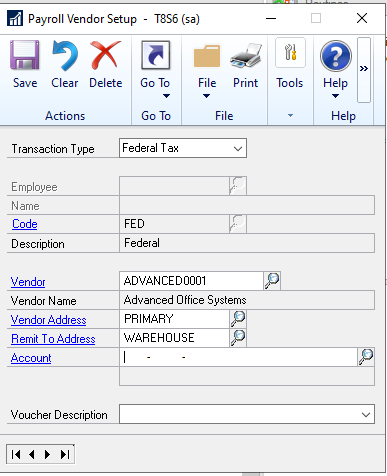 Payroll Vendor Setup - T8S6 (sa)
Save Clear Delete Go To File Print Tools Help »
Actions Go To File Help
Transaction Type Federal Tax
Employee
Name
Code FED
Description Federal
Vendor ADVANCED0001
Vendor Name Advanced Office Systems
Vendor Address PRIMARY
Remit To Address WAREHOUSE
Account - -
Voucher Description